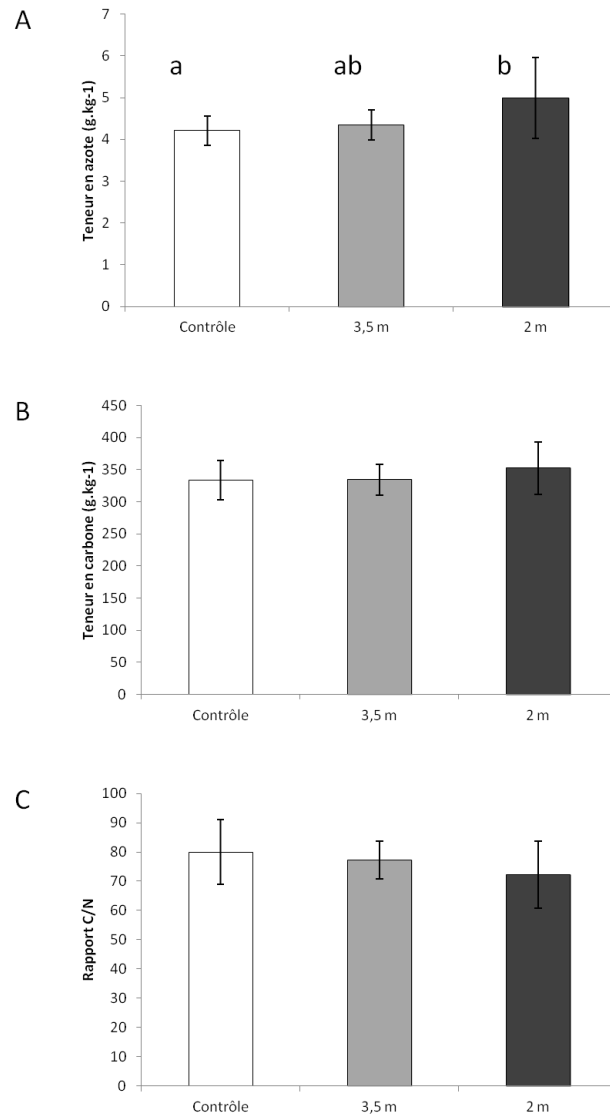 A
Teneur en azote (g.kg-1)
7
6
5
4
3
2
1
0
a
ab
b
Contrôle
3,5 m
2 m
B
Teneur en carbone (g.kg-1)
450
400
350
300
250
200
150
100
50
0
Contrôle
3,5 m
2 m
C
Rapport C/N
100
90
80
70
60
50
40
30
20
10
0
Contrôle
3,5 m
2 m